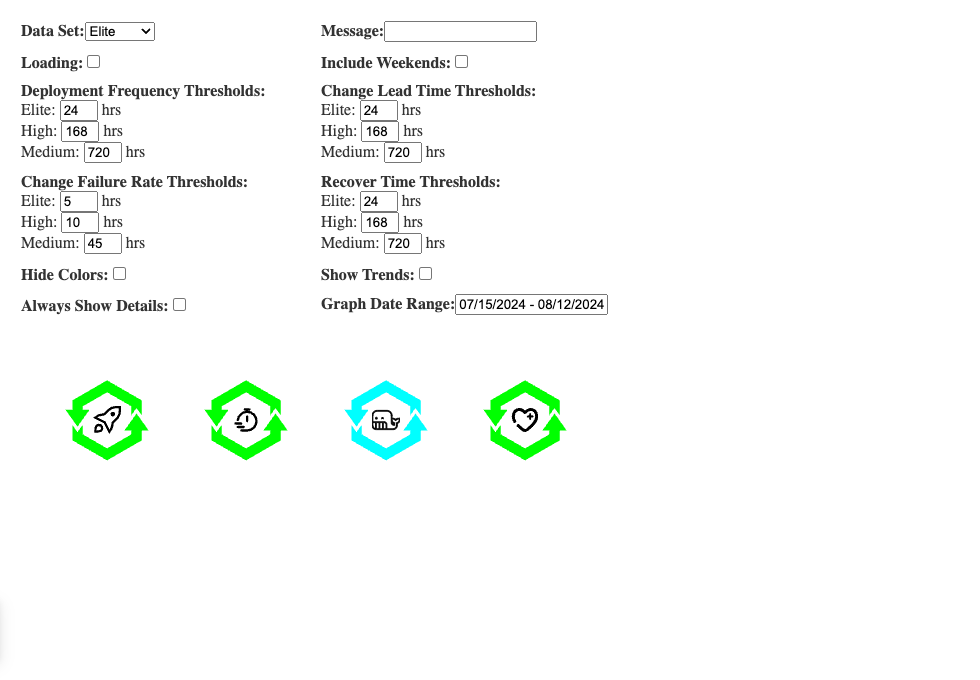 Data Set: Elite
Message:
Loading:
Include Weekends:
Deployment Frequency Thresholds:
Elite: 24 hrs
High: 168 hrs
Medium: 720 hrs
Change Lead Time Thresholds:
Elite: 24 hrs
High: 168 hrs
Medium: 720 hrs
Change Failure Rate Thresholds:
Elite: 5 hrs
High: 10 hrs
Medium: 45 hrs
Recover Time Thresholds:
Elite: 24 hrs
High: 168 hrs
Medium: 720 hrs
Hide Colors:
Show Trends:
Always Show Details:
Graph Date Range: 07/15/2024 - 08/12/2024